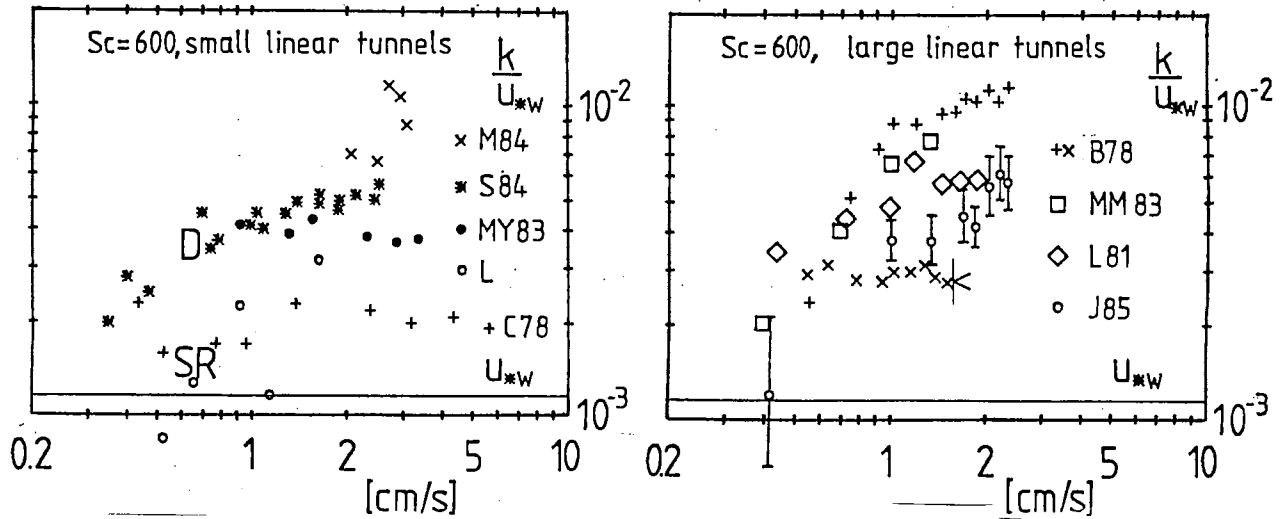 Sc=600, small linear tunnels
k
u*w
10-2
× M84
* S84
• MY83
o L
+ C78
D
SR
u*w
10-3
0.2 1 2 5 10
[cm/s]
Sc=600, large linear tunnels
k
u*w
10-2
+× B78
□ MM 83
◇ L81
o J85
u*w
10-3
0.2 1 2 5 10
[cm/s]